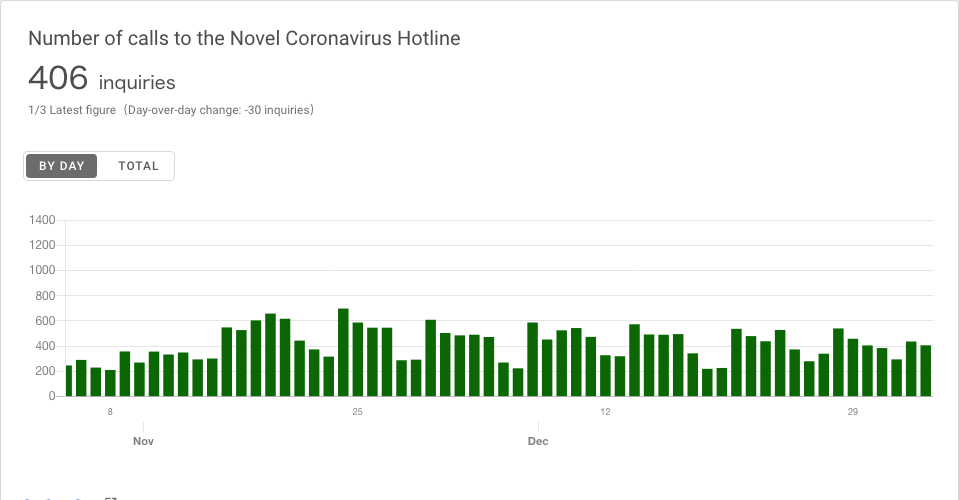 Number of calls to the Novel Coronavirus Hotline
406 inquiries
1/3 Latest figure（Day-over-day change: -30 inquiries）
BY DAY TOTAL
1400
1200
1000
800
600
400
200
0
8 25 12 29
Nov Dec